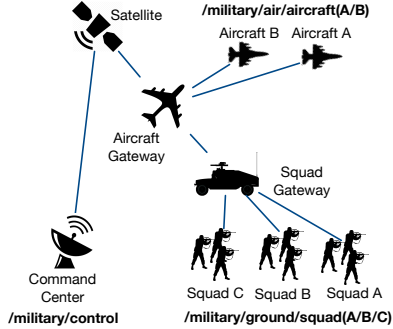 Satellite
/military/air/aircraft(A/B)
Aircraft B
Aircraft A
Aircraft
Gateway
Squad
Gateway
Command
Center
/military/control
Squad C
Squad B
Squad A
/military/ground/squad(A/B/C)